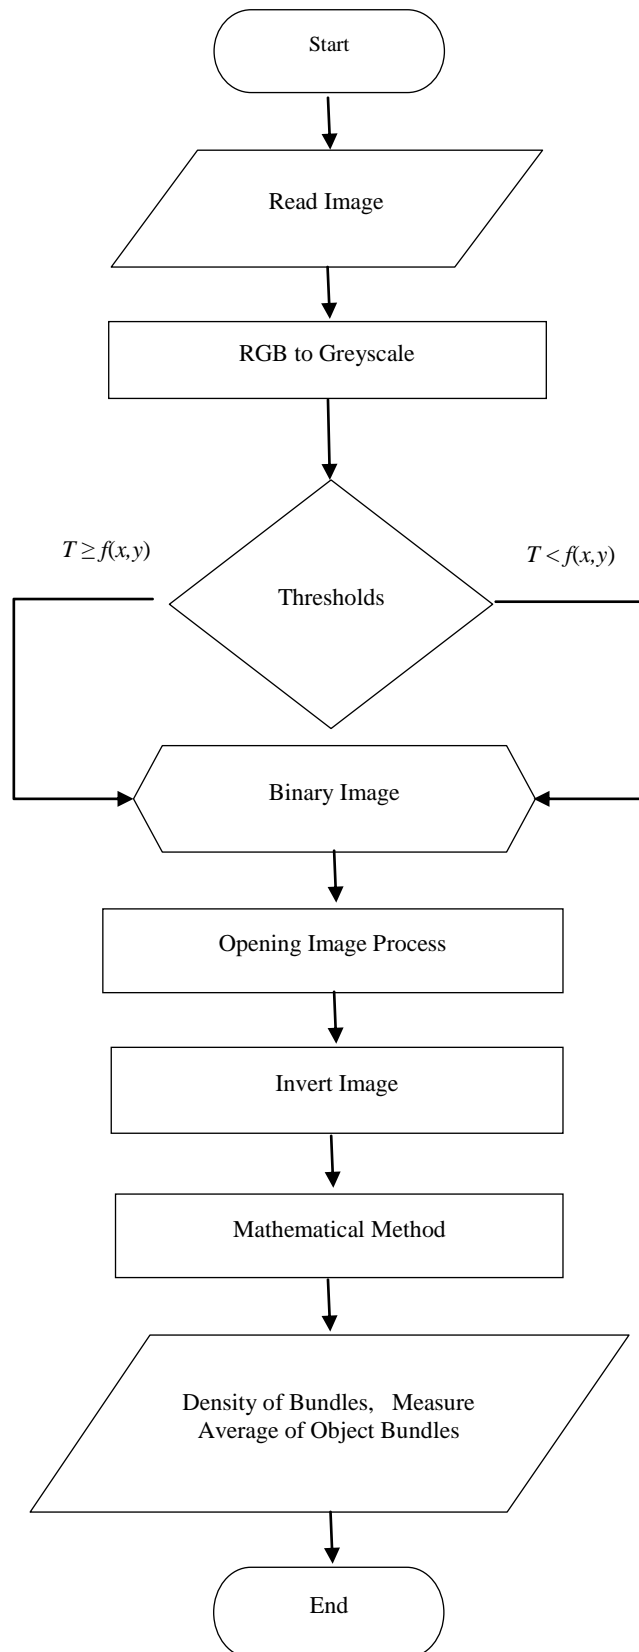 Start
Read Image
RGB to Greyscale
T ≥ f(x,y)
T < f(x,y)
Thresholds
Binary Image
Opening Image Process
Invert Image
Mathematical Method
Density of Bundles,   Measure
Average of Object Bundles
End